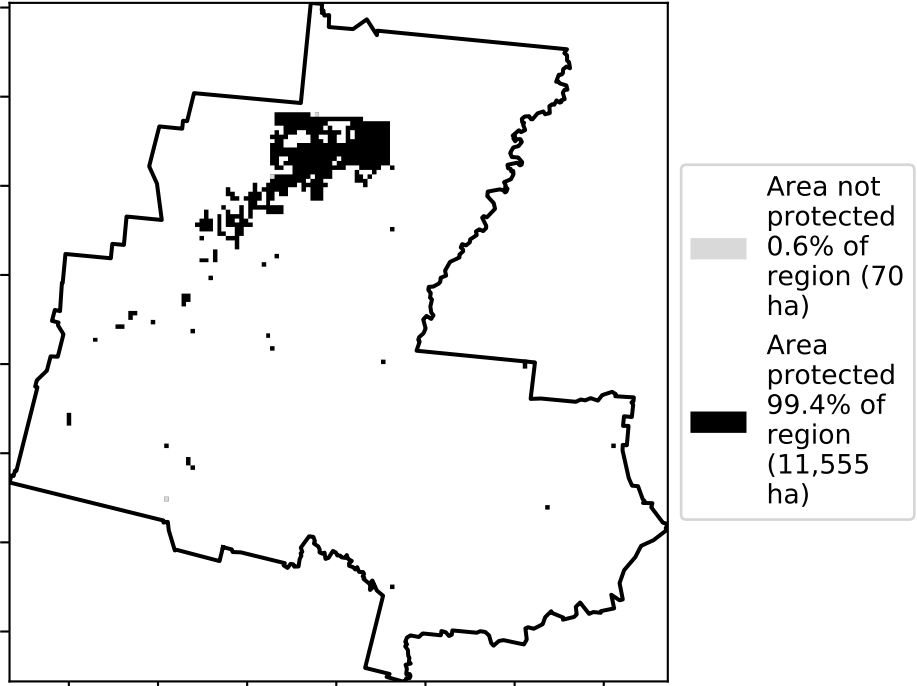 Area not
protected
0.6% of
region (70
ha)
Area
protected
99.4% of
region
(11,555
ha)